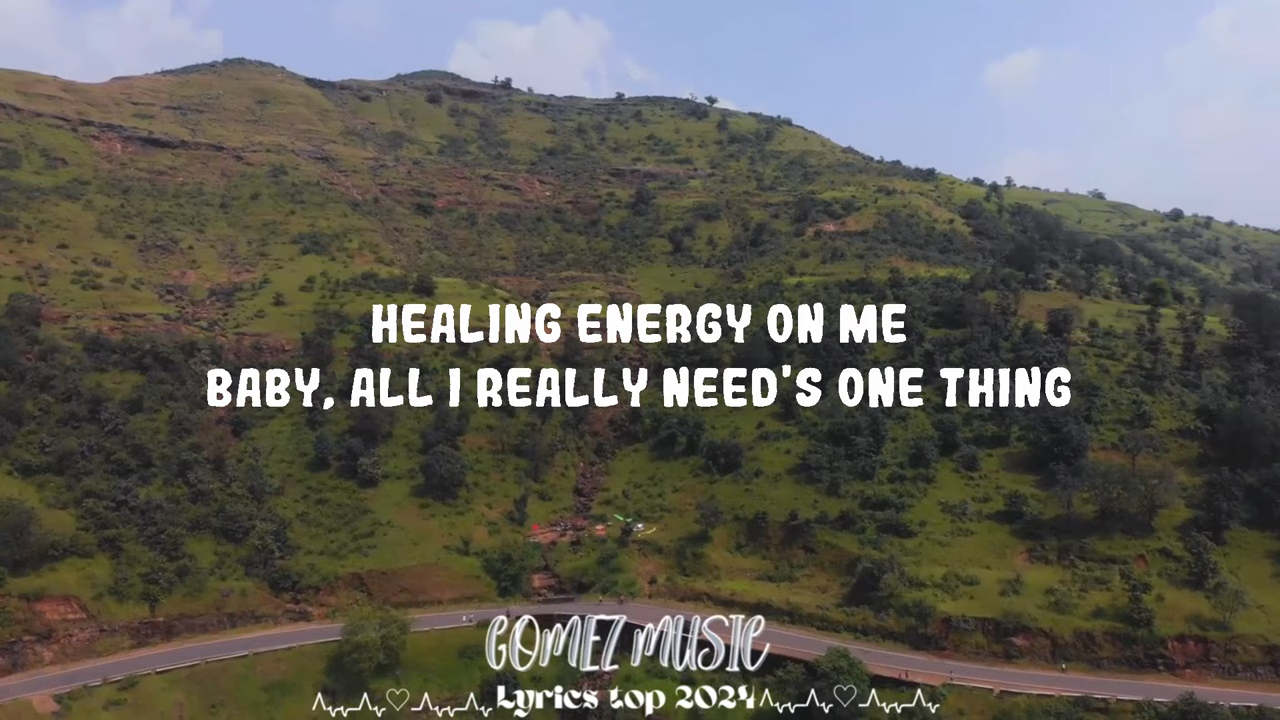 HEALING ENERGY ON ME
BABY, ALL I REALLY NEED'S ONE THING
GOMEZ MUSIC
Lyrics top 2024